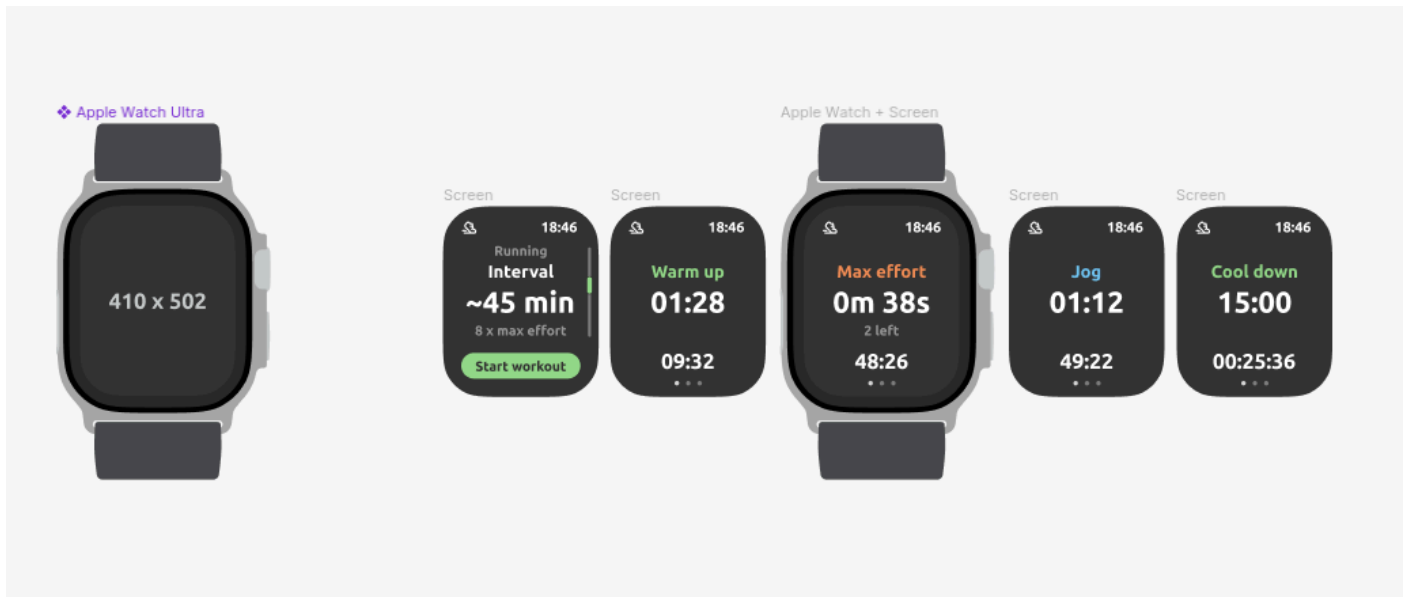 Apple Watch Ultra
410 x 502
Screen
18:46
Running
Interval
~45 min
8 x max effort
Start workout
Screen
18:46
Warm up
01:28
09:32
Apple Watch + Screen
18:46
Max effort
0m 38s
2 left
48:26
Screen
18:46
Jog
01:12
49:22
Screen
18:46
Cool down
15:00
00:25:36